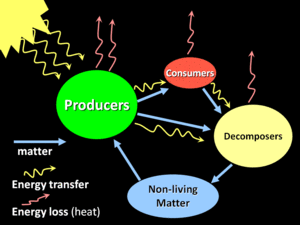 Consumers
Producers
Decomposers
matter
Energy transfer
Non-living
Matter
Energy loss (heat)